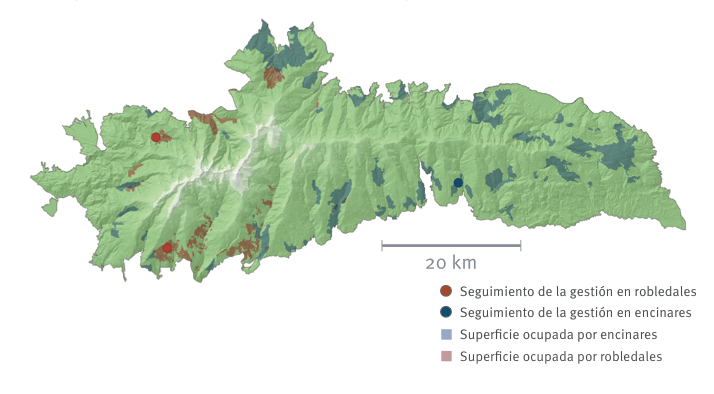 20 km
Seguimiento de la gestión en robledales
Seguimiento de la gestión en encinares
Superficie ocupada por encinares
Superficie ocupada por robledales